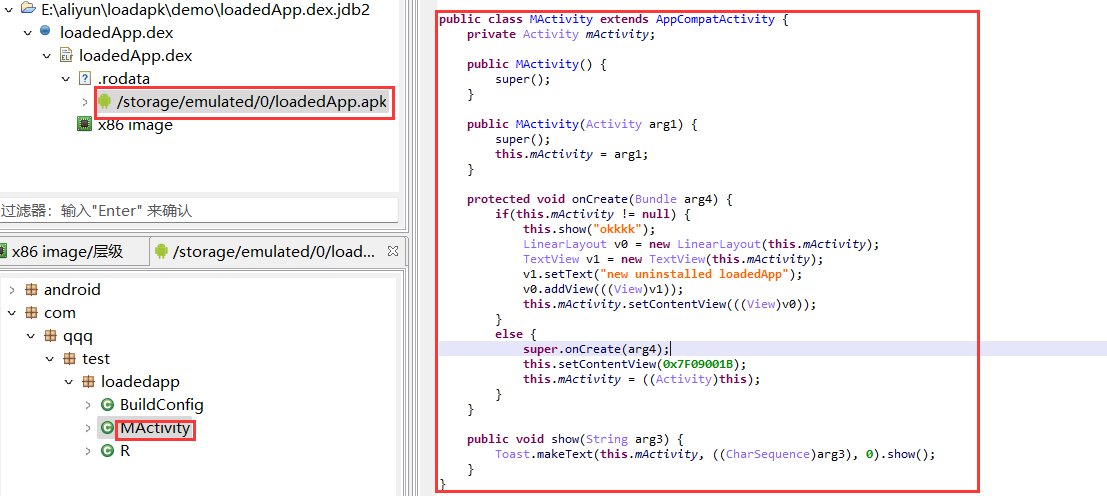 E:\aliyun\loadapk\demo\loadedApp.dex.jdb2
loadedApp.dex
loadedApp.dex
.rodata
/storage/emulated/0/loadedApp.apk
x86 image
过滤器：输入"Enter" 来确认
x86 image/层级
/storage/emulated/0/load...
android
com
qqq
test
loadedapp
BuildConfig
MActivity
R
public class MActivity extends AppCompatActivity {
    private Activity mActivity;

    public MActivity() {
        super();
    }

    public MActivity(Activity arg1) {
        super();
        this.mActivity = arg1;
    }

    protected void onCreate(Bundle arg4) {
        if(this.mActivity != null) {
            this.show("okkkk");
            LinearLayout v0 = new LinearLayout(this.mActivity);
            TextView v1 = new TextView(this.mActivity);
            v1.setText("new uninstalled loadedApp");
            v0.addView(((View)v1));
            this.mActivity.setContentView(((View)v0));
        }
        else {
            super.onCreate(arg4);
            this.setContentView(0x7F09001B);
            this.mActivity = ((Activity)this);
        }
    }

    public void show(String arg3) {
        Toast.makeText(this.mActivity, ((CharSequence)arg3), 0).show();
    }
}